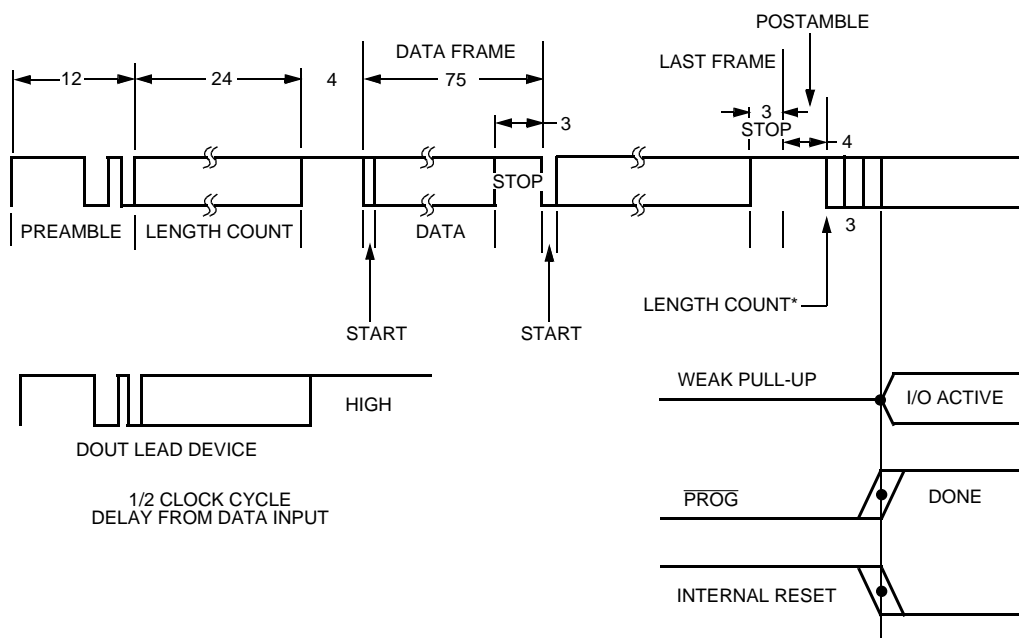 POSTAMBLE
DATA FRAME
LAST FRAME
12
24
4
75
3
3
STOP
4
STOP
PREAMBLE
LENGTH COUNT
DATA
3
START
START
LENGTH COUNT*
WEAK PULL-UP
I/O ACTIVE
HIGH
DOUT LEAD DEVICE
1/2 CLOCK CYCLE
DELAY FROM DATA INPUT
PROG
DONE
INTERNAL RESET